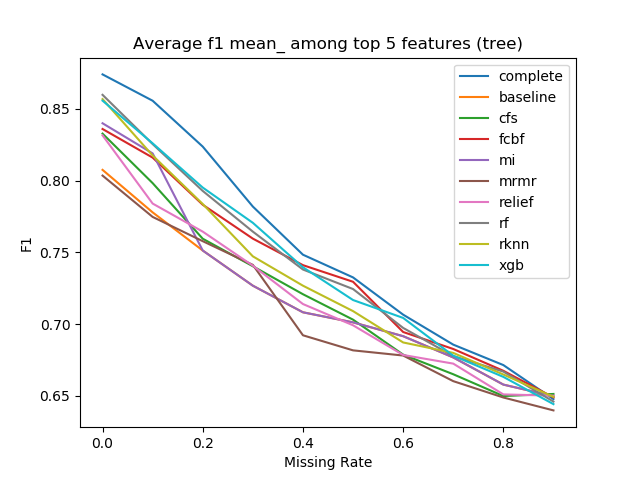 Average f1 mean_ among top 5 features (tree)
complete
baseline
cfs
fcbf
mi
mrmr
relief
rf
rknn
xgb
F1
0.85
0.80
0.75
0.70
0.65
0.0 0.2 0.4 0.6 0.8
Missing Rate